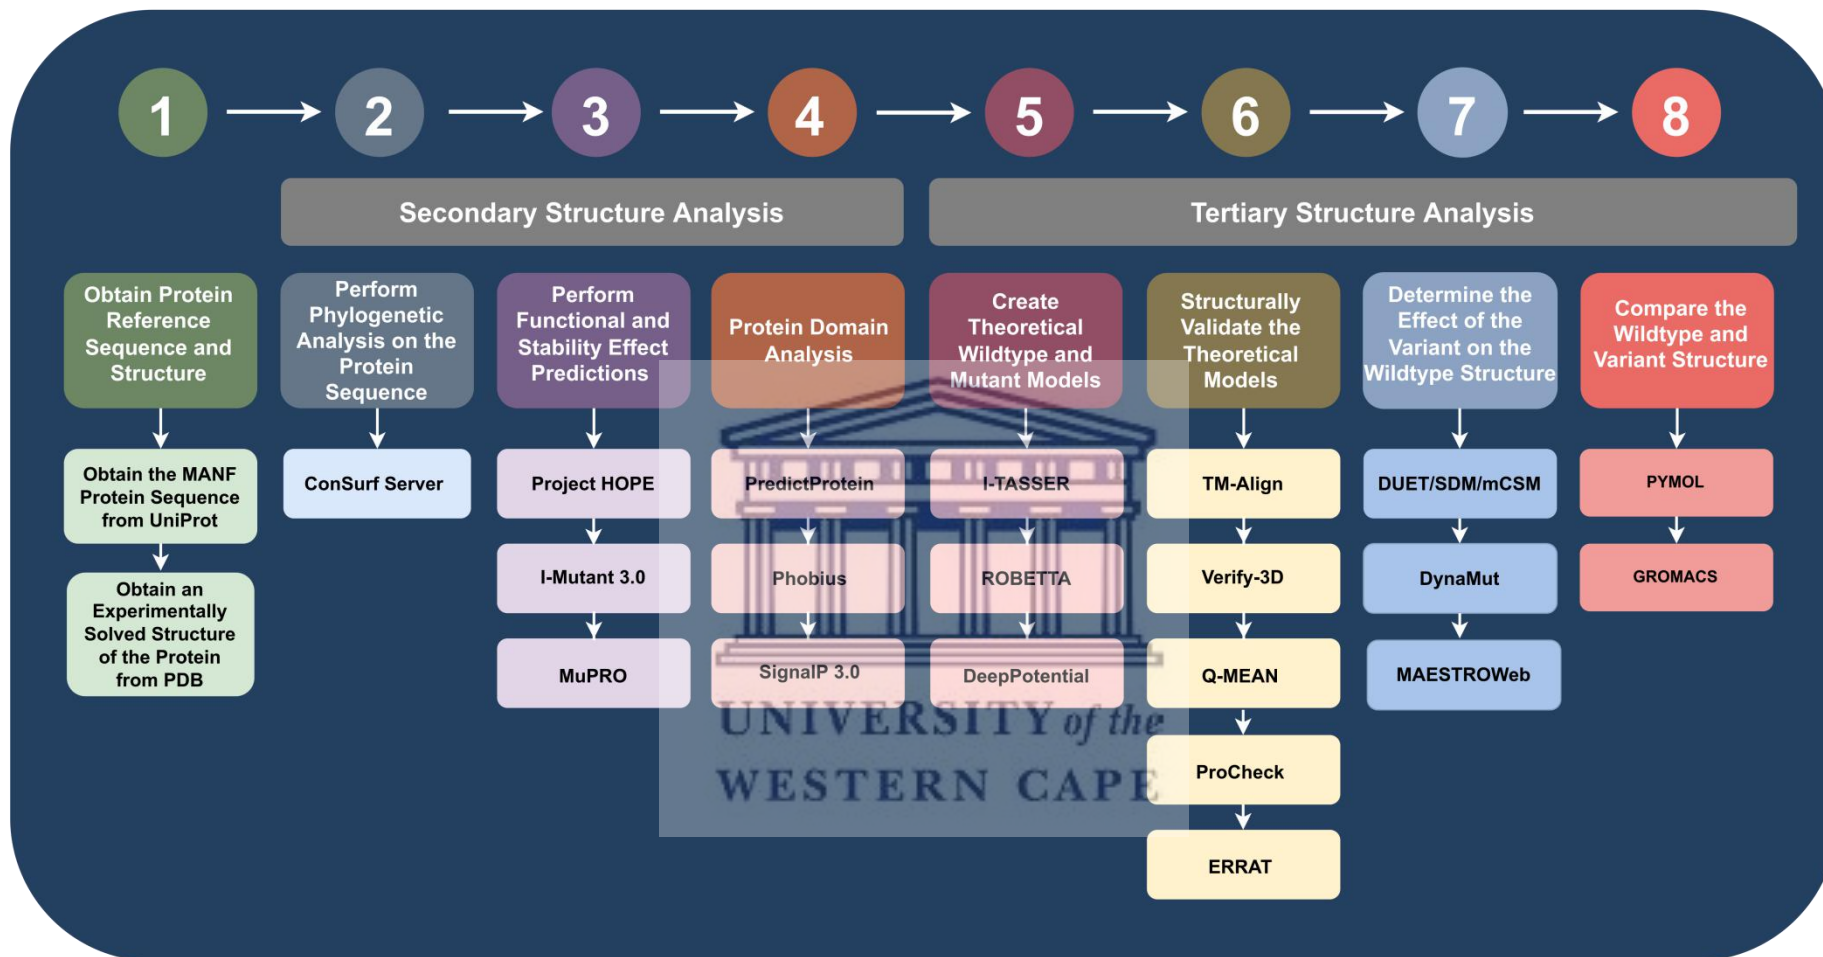 1
2
3
4
5
6
7
8
Secondary Structure Analysis
Tertiary Structure Analysis
Obtain Protein
Reference
Sequence and
Structure
Perform
Phylogenetic
Analysis on the
Protein
Sequence
Perform
Functional and
Stability Effect
Predictions
Protein Domain
Analysis
Create
Theoretical
Wildtype and
Mutant Models
Structurally
Validate the
Theoretical
Models
Determine the
Effect of the
Variant on the
Wildtype Structure
Compare the
Wildtype and
Variant Structure
Obtain the MANF
Protein Sequence
from UniProt
Obtain an
Experimentally
Solved Structure
of the Protein
from PDB
ConSurf Server
Project HOPE
I-Mutant 3.0
MuPRO
PredictProtein
Phobius
SignalP 3.0
I-TASSER
ROBETTA
DeepPotential
TM-Align
Verify-3D
Q-MEAN
ProCheck
ERRAT
DUET/SDM/mCSM
DynaMut
MAESTROWeb
PYMOL
GROMACS
UNIVERSITY of the
WESTERN CAPE